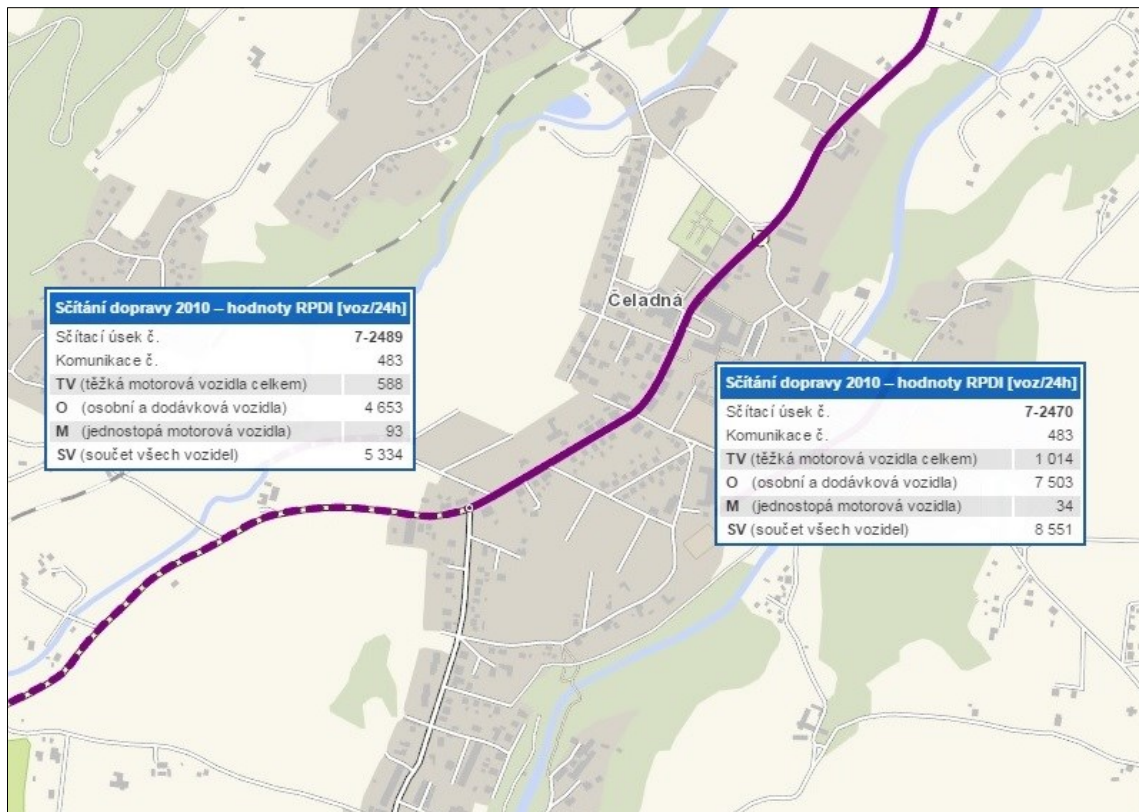 Čeladná
Sčítání dopravy 2010 – hodnoty RPDI [voz/24h]
Sčítací úsek č. 7-2489
Komunikace č. 483
TV (těžká motorová vozidla celkem) 588
O (osobní a dodávková vozidla) 4 653
M (jednostopá motorová vozidla) 93
SV (součet všech vozidel) 5 334
Sčítání dopravy 2010 – hodnoty RPDI [voz/24h]
Sčítací úsek č. 7-2470
Komunikace č. 483
TV (těžká motorová vozidla celkem) 1 014
O (osobní a dodávková vozidla) 7 503
M (jednostopá motorová vozidla) 34
SV (součet všech vozidel) 8 551